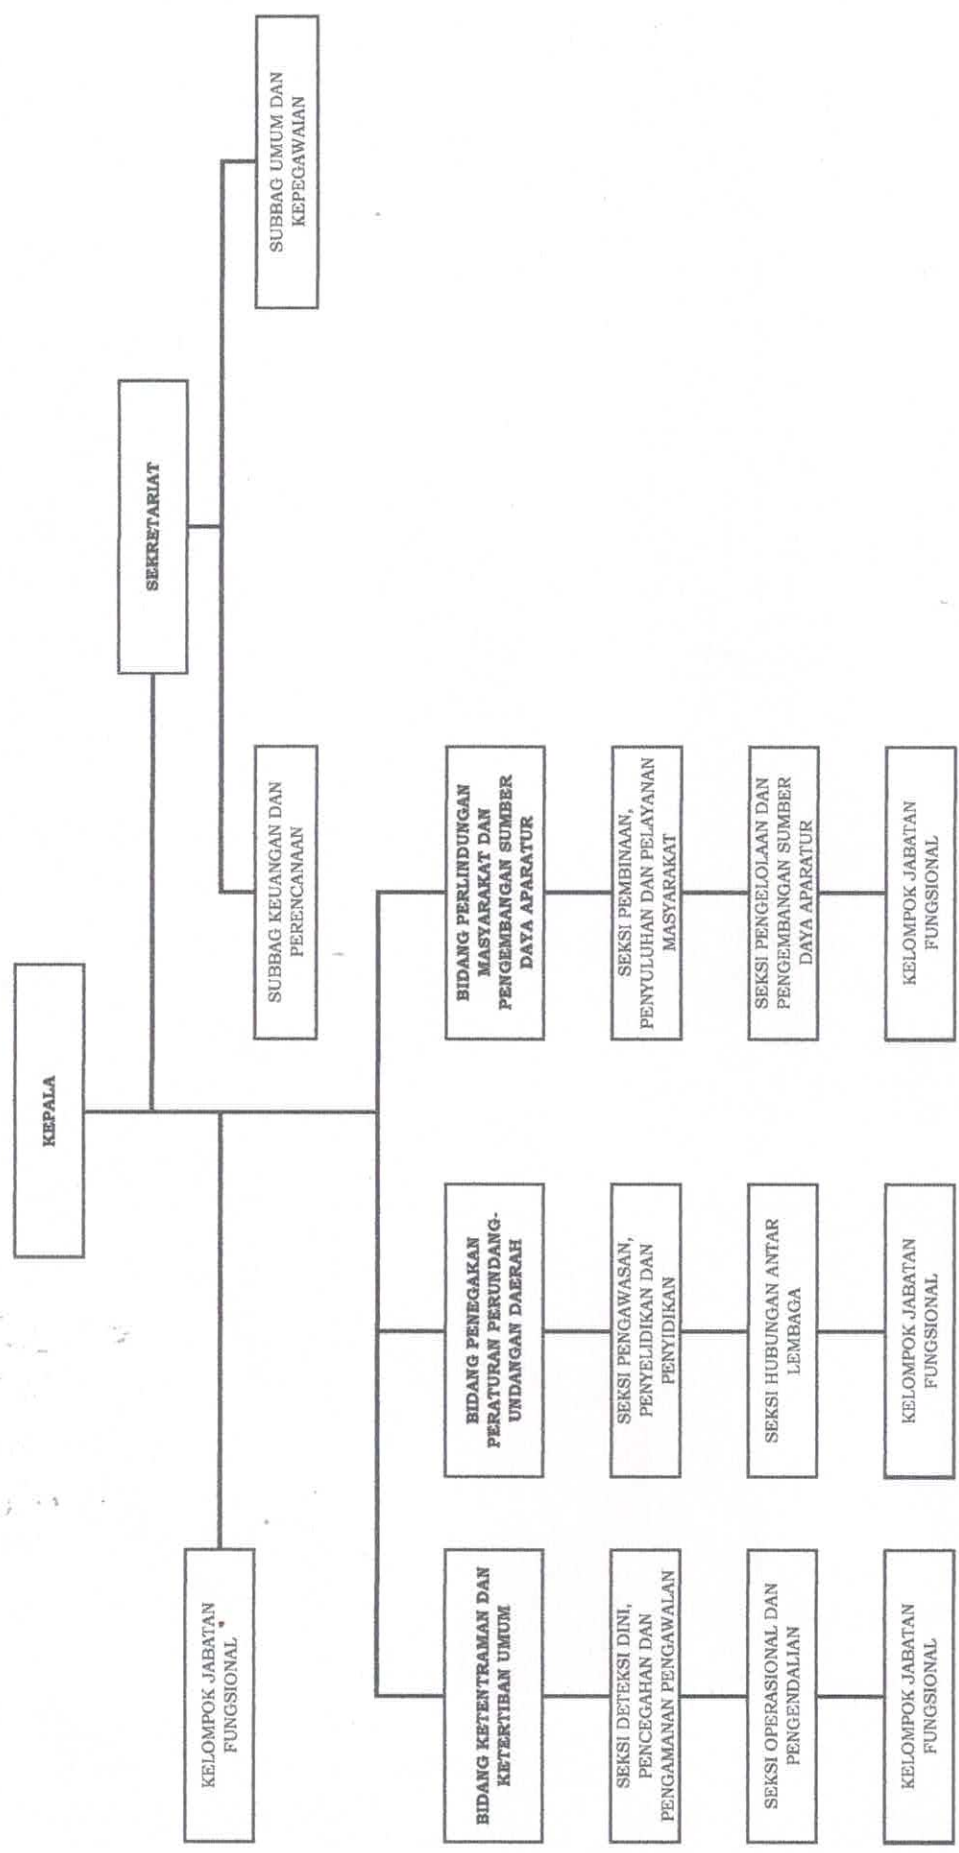 KEPALA
SEKRETARIAT
KELOMPOK JABATAN
FUNGSIONAL
SUBBAG KEUANGAN DAN
PERENCANAAN
SUBBAG UMUM DAN
KEPEGAWAIAN
BIDANG KETENTRAMAN DAN
KETERTIBAN UMUM
BIDANG PENEGAKAN
PERATURAN PERUNDANG-
UNDANGAN DAERAH
BIDANG PERLINDUNGAN
MASYARAKAT DAN
PENGEMBANGAN SUMBER
DAYA APARATUR
SEKSI DETEKSI DINI,
PENCEGAHAN DAN
PENGAMANAN PENGAWALAN
SEKSI PENGAWASAN,
PENYELIDIKAN DAN
PENYIDIKAN
SEKSI PEMBINAAN,
PENYULUHAN DAN PELAYANAN
MASYARAKAT
SEKSI OPERASIONAL DAN
PENGENDALIAN
SEKSI HUBUNGAN ANTAR
LEMBAGA
SEKSI PENGELOLAAN DAN
PENGEMBANGAN SUMBER
DAYA APARATUR
KELOMPOK JABATAN
FUNGSIONAL
KELOMPOK JABATAN
FUNGSIONAL
KELOMPOK JABATAN
FUNGSIONAL